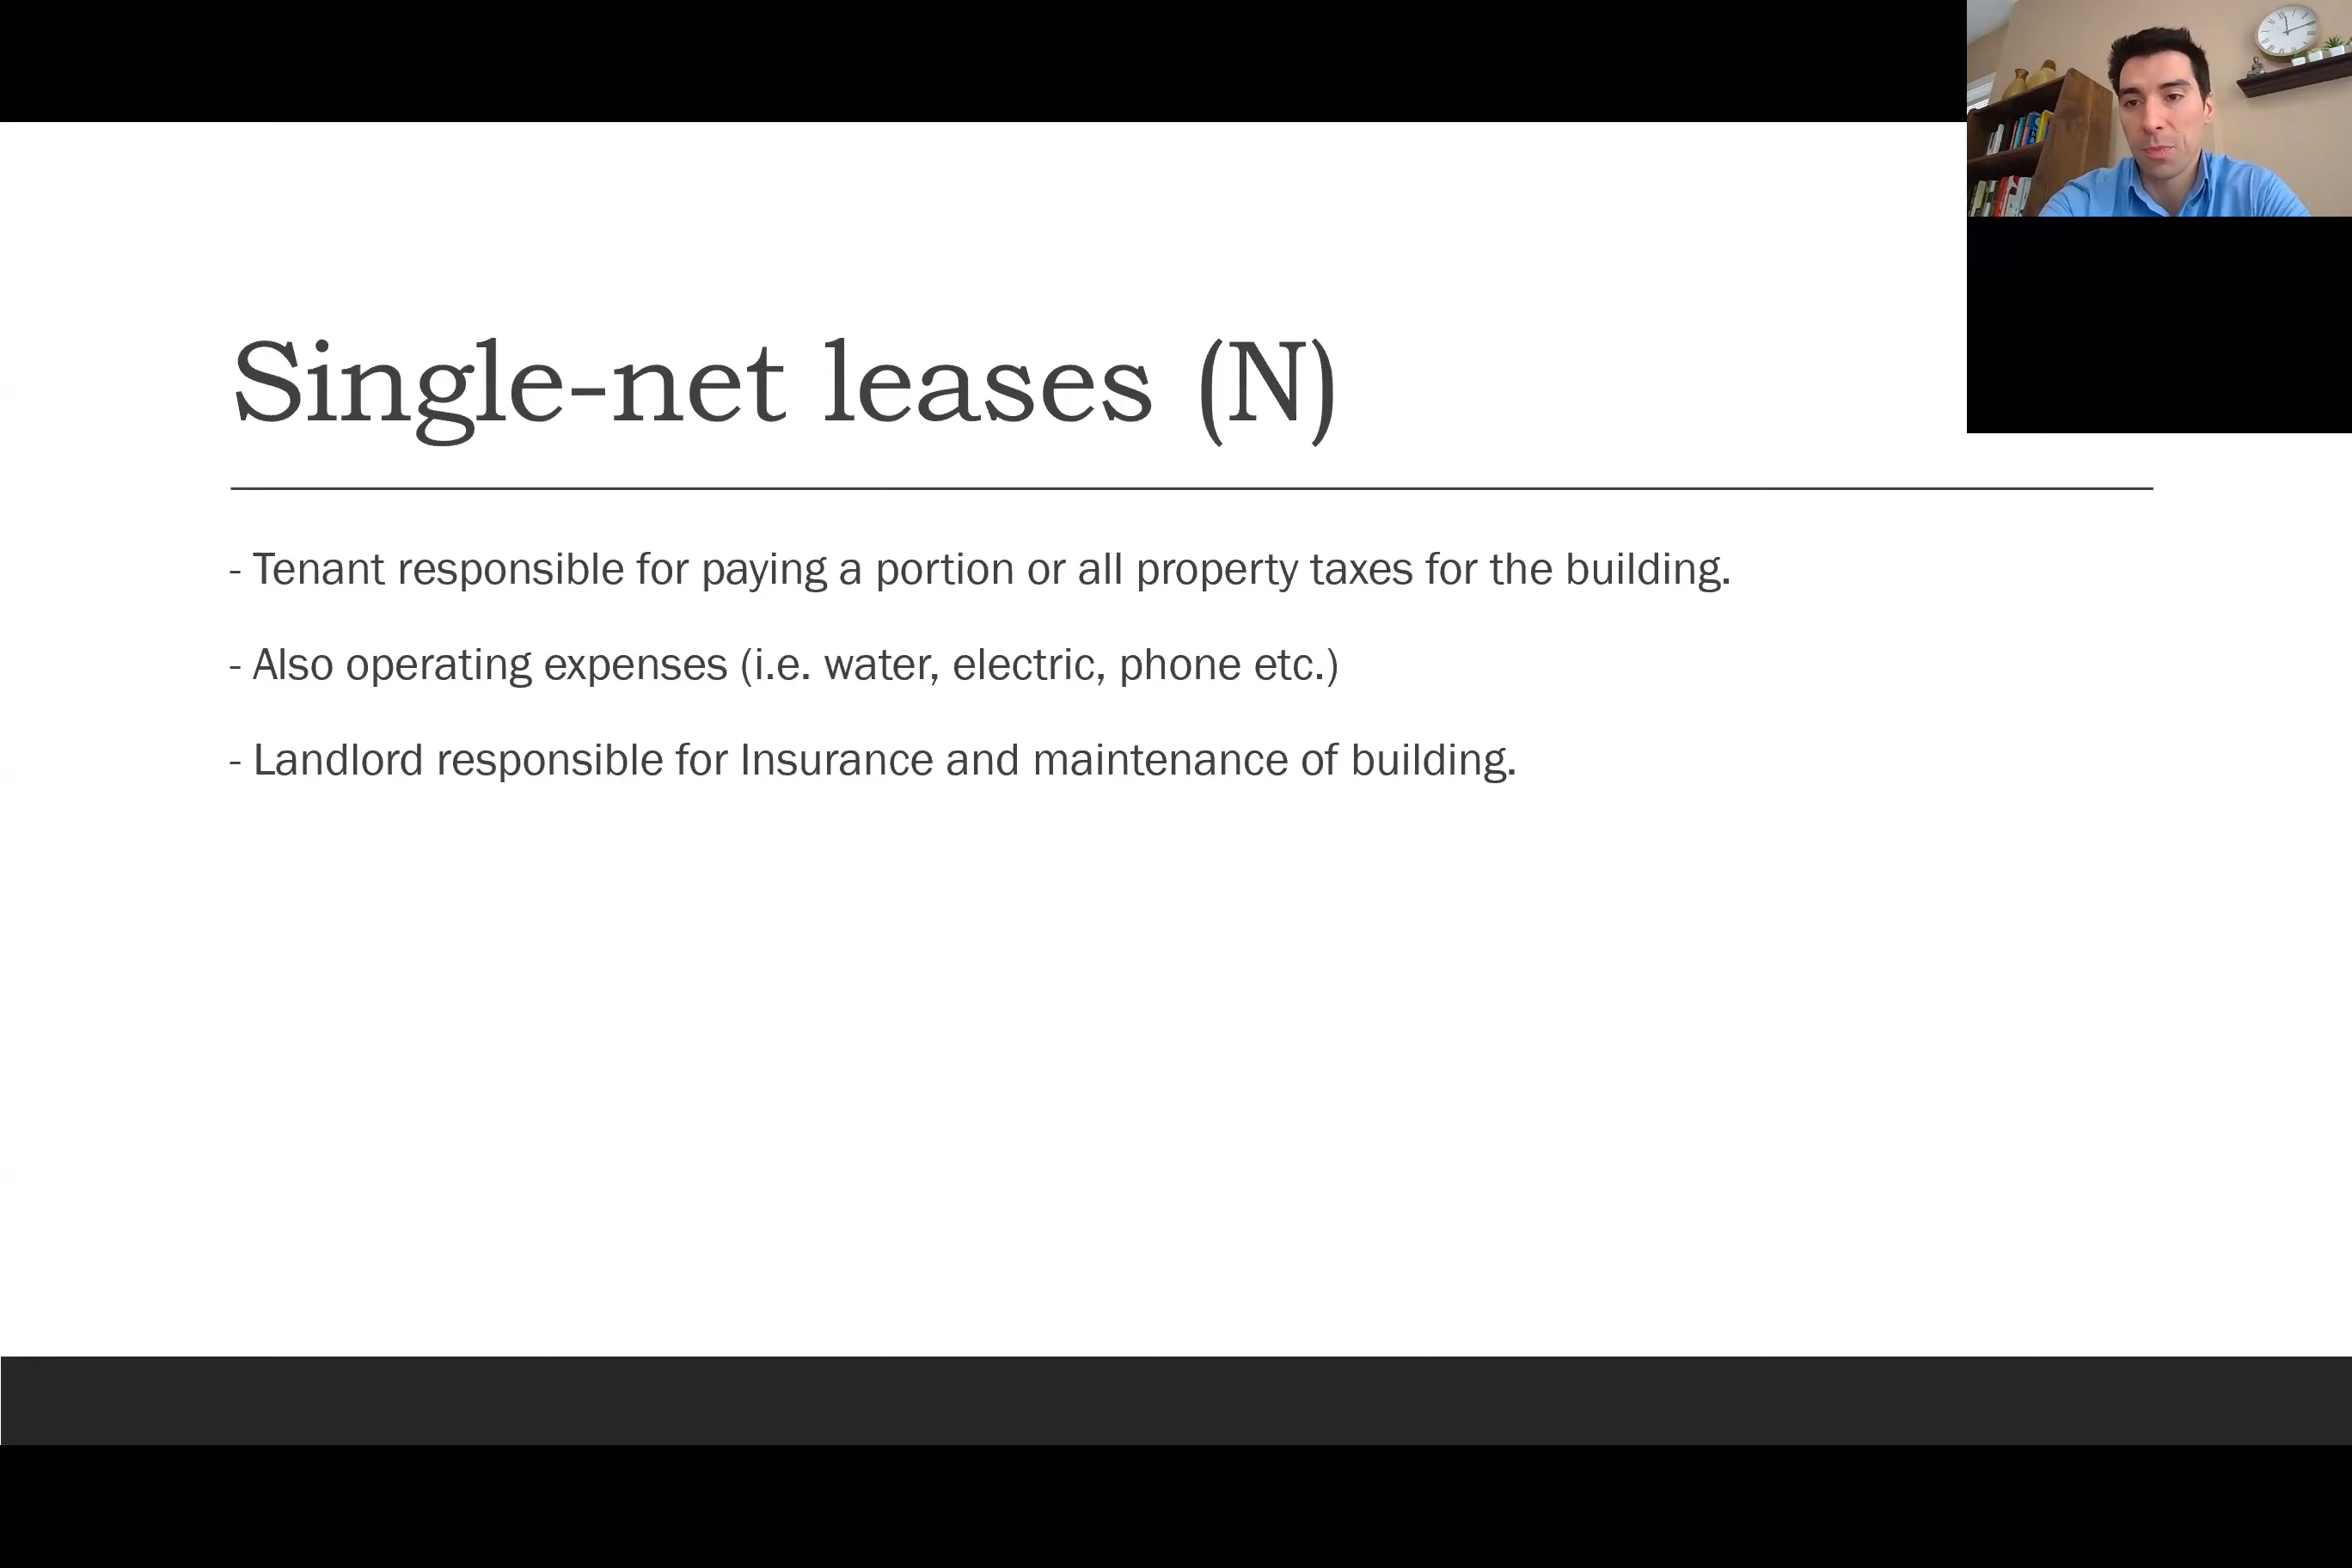 Single-net leases (N)
- Tenant responsible for paying a portion or all property taxes for the building.
- Also operating expenses (i.e. water, electric, phone etc.)
- Landlord responsible for Insurance and maintenance of building.